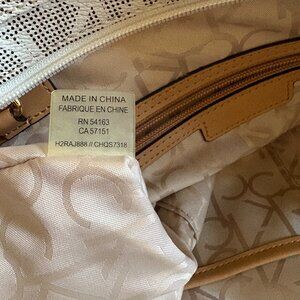 MADE IN CHINA
FABRIQUE EN CHINE
RN 54163
CA 57151
H2RAJ888 // CHQS7318